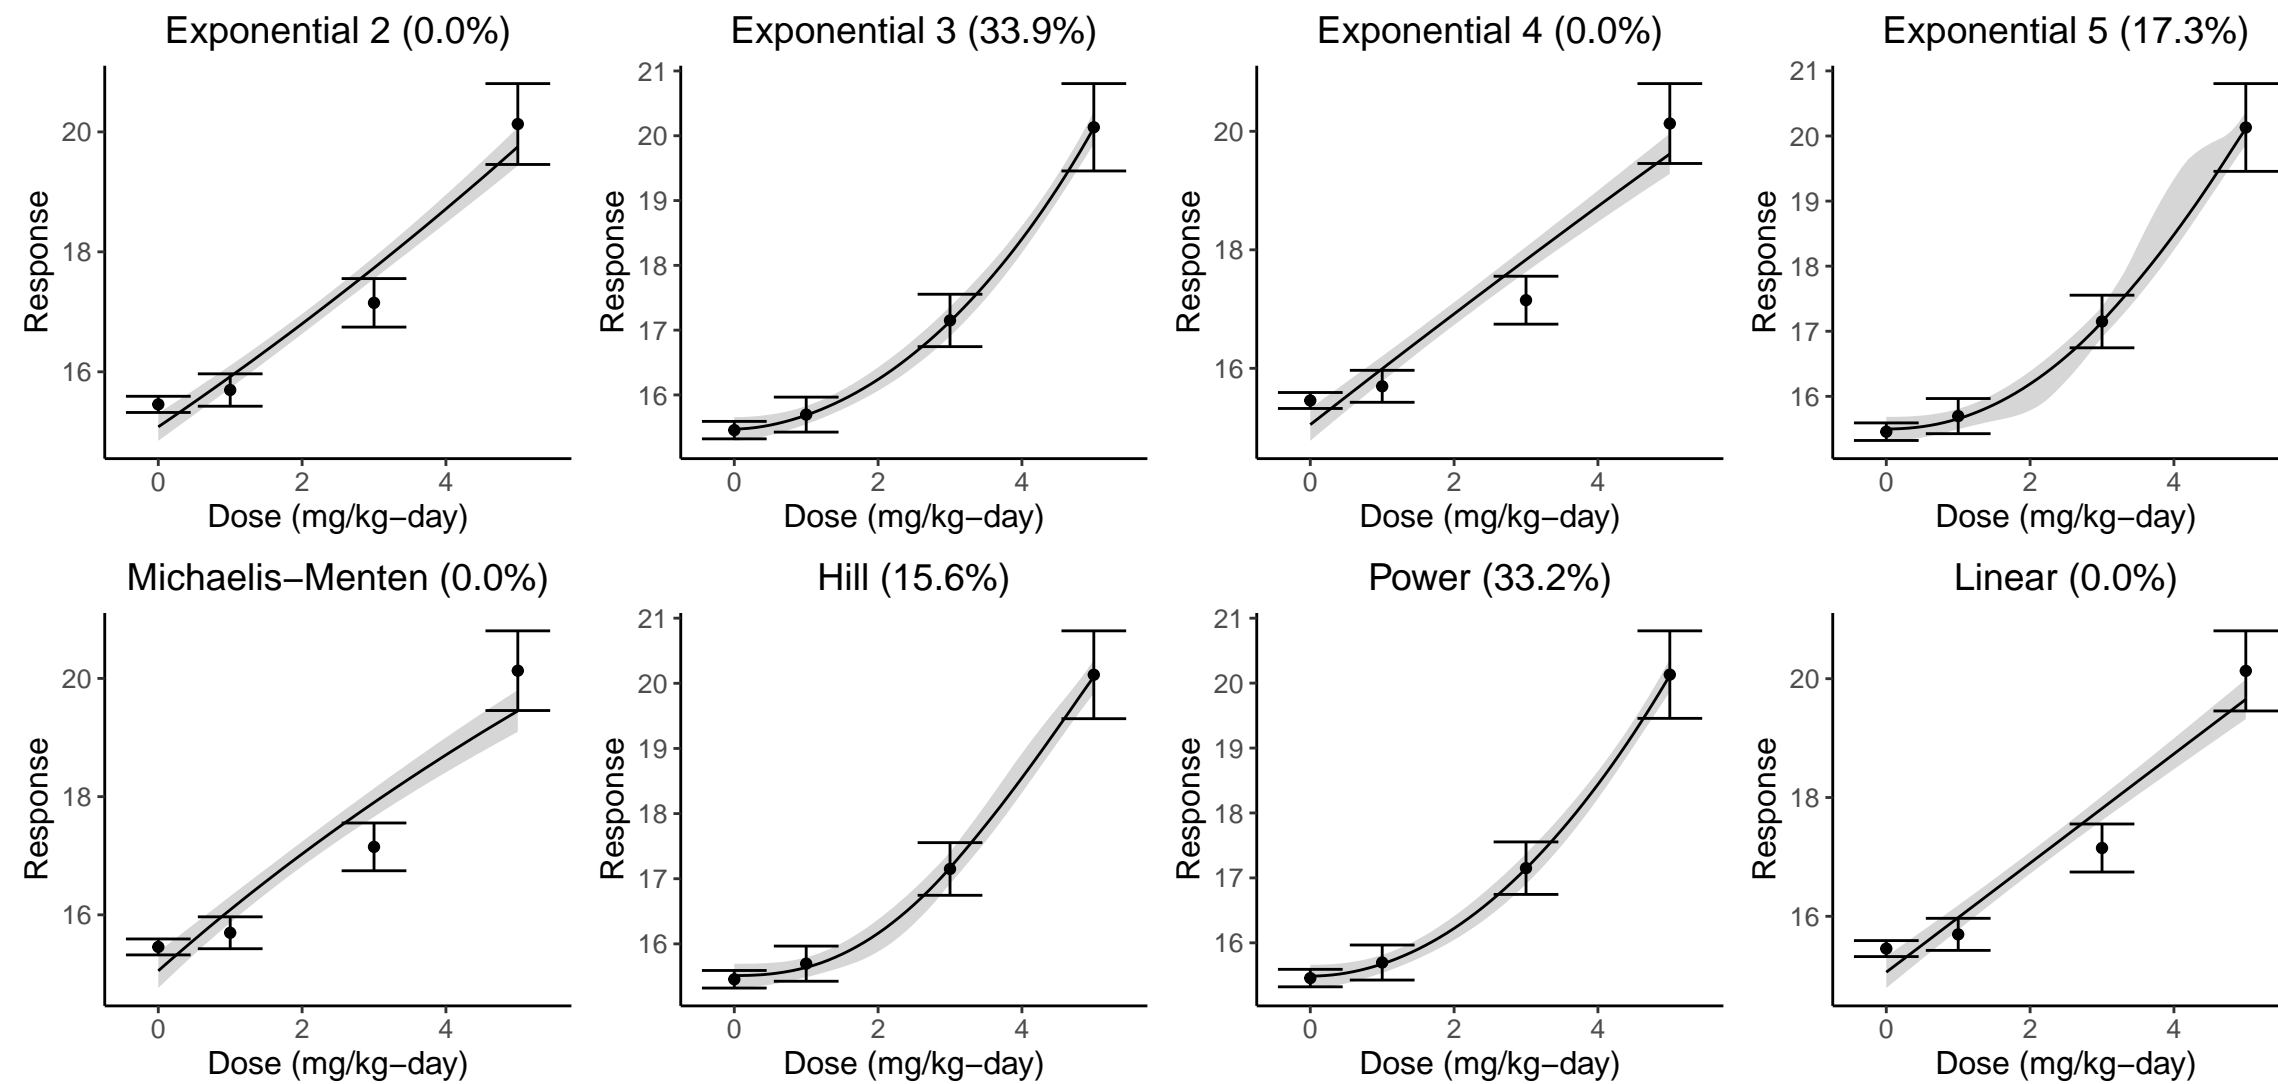 Exponential 2 (0.0%)
Exponential 3 (33.9%)
Exponential 4 (0.0%)
Exponential 5 (17.3%)
Response
20
18
16
0 2 4
Dose (mg/kg−day)
Response
21
20
19
18
17
16
0 2 4
Dose (mg/kg−day)
Response
20
18
16
0 2 4
Dose (mg/kg−day)
Response
21
20
19
18
17
16
0 2 4
Dose (mg/kg−day)
Michaelis−Menten (0.0%)
Hill (15.6%)
Power (33.2%)
Linear (0.0%)
Response
20
18
16
0 2 4
Dose (mg/kg−day)
Response
21
20
19
18
17
16
0 2 4
Dose (mg/kg−day)
Response
21
20
19
18
17
16
0 2 4
Dose (mg/kg−day)
Response
20
18
16
0 2 4
Dose (mg/kg−day)